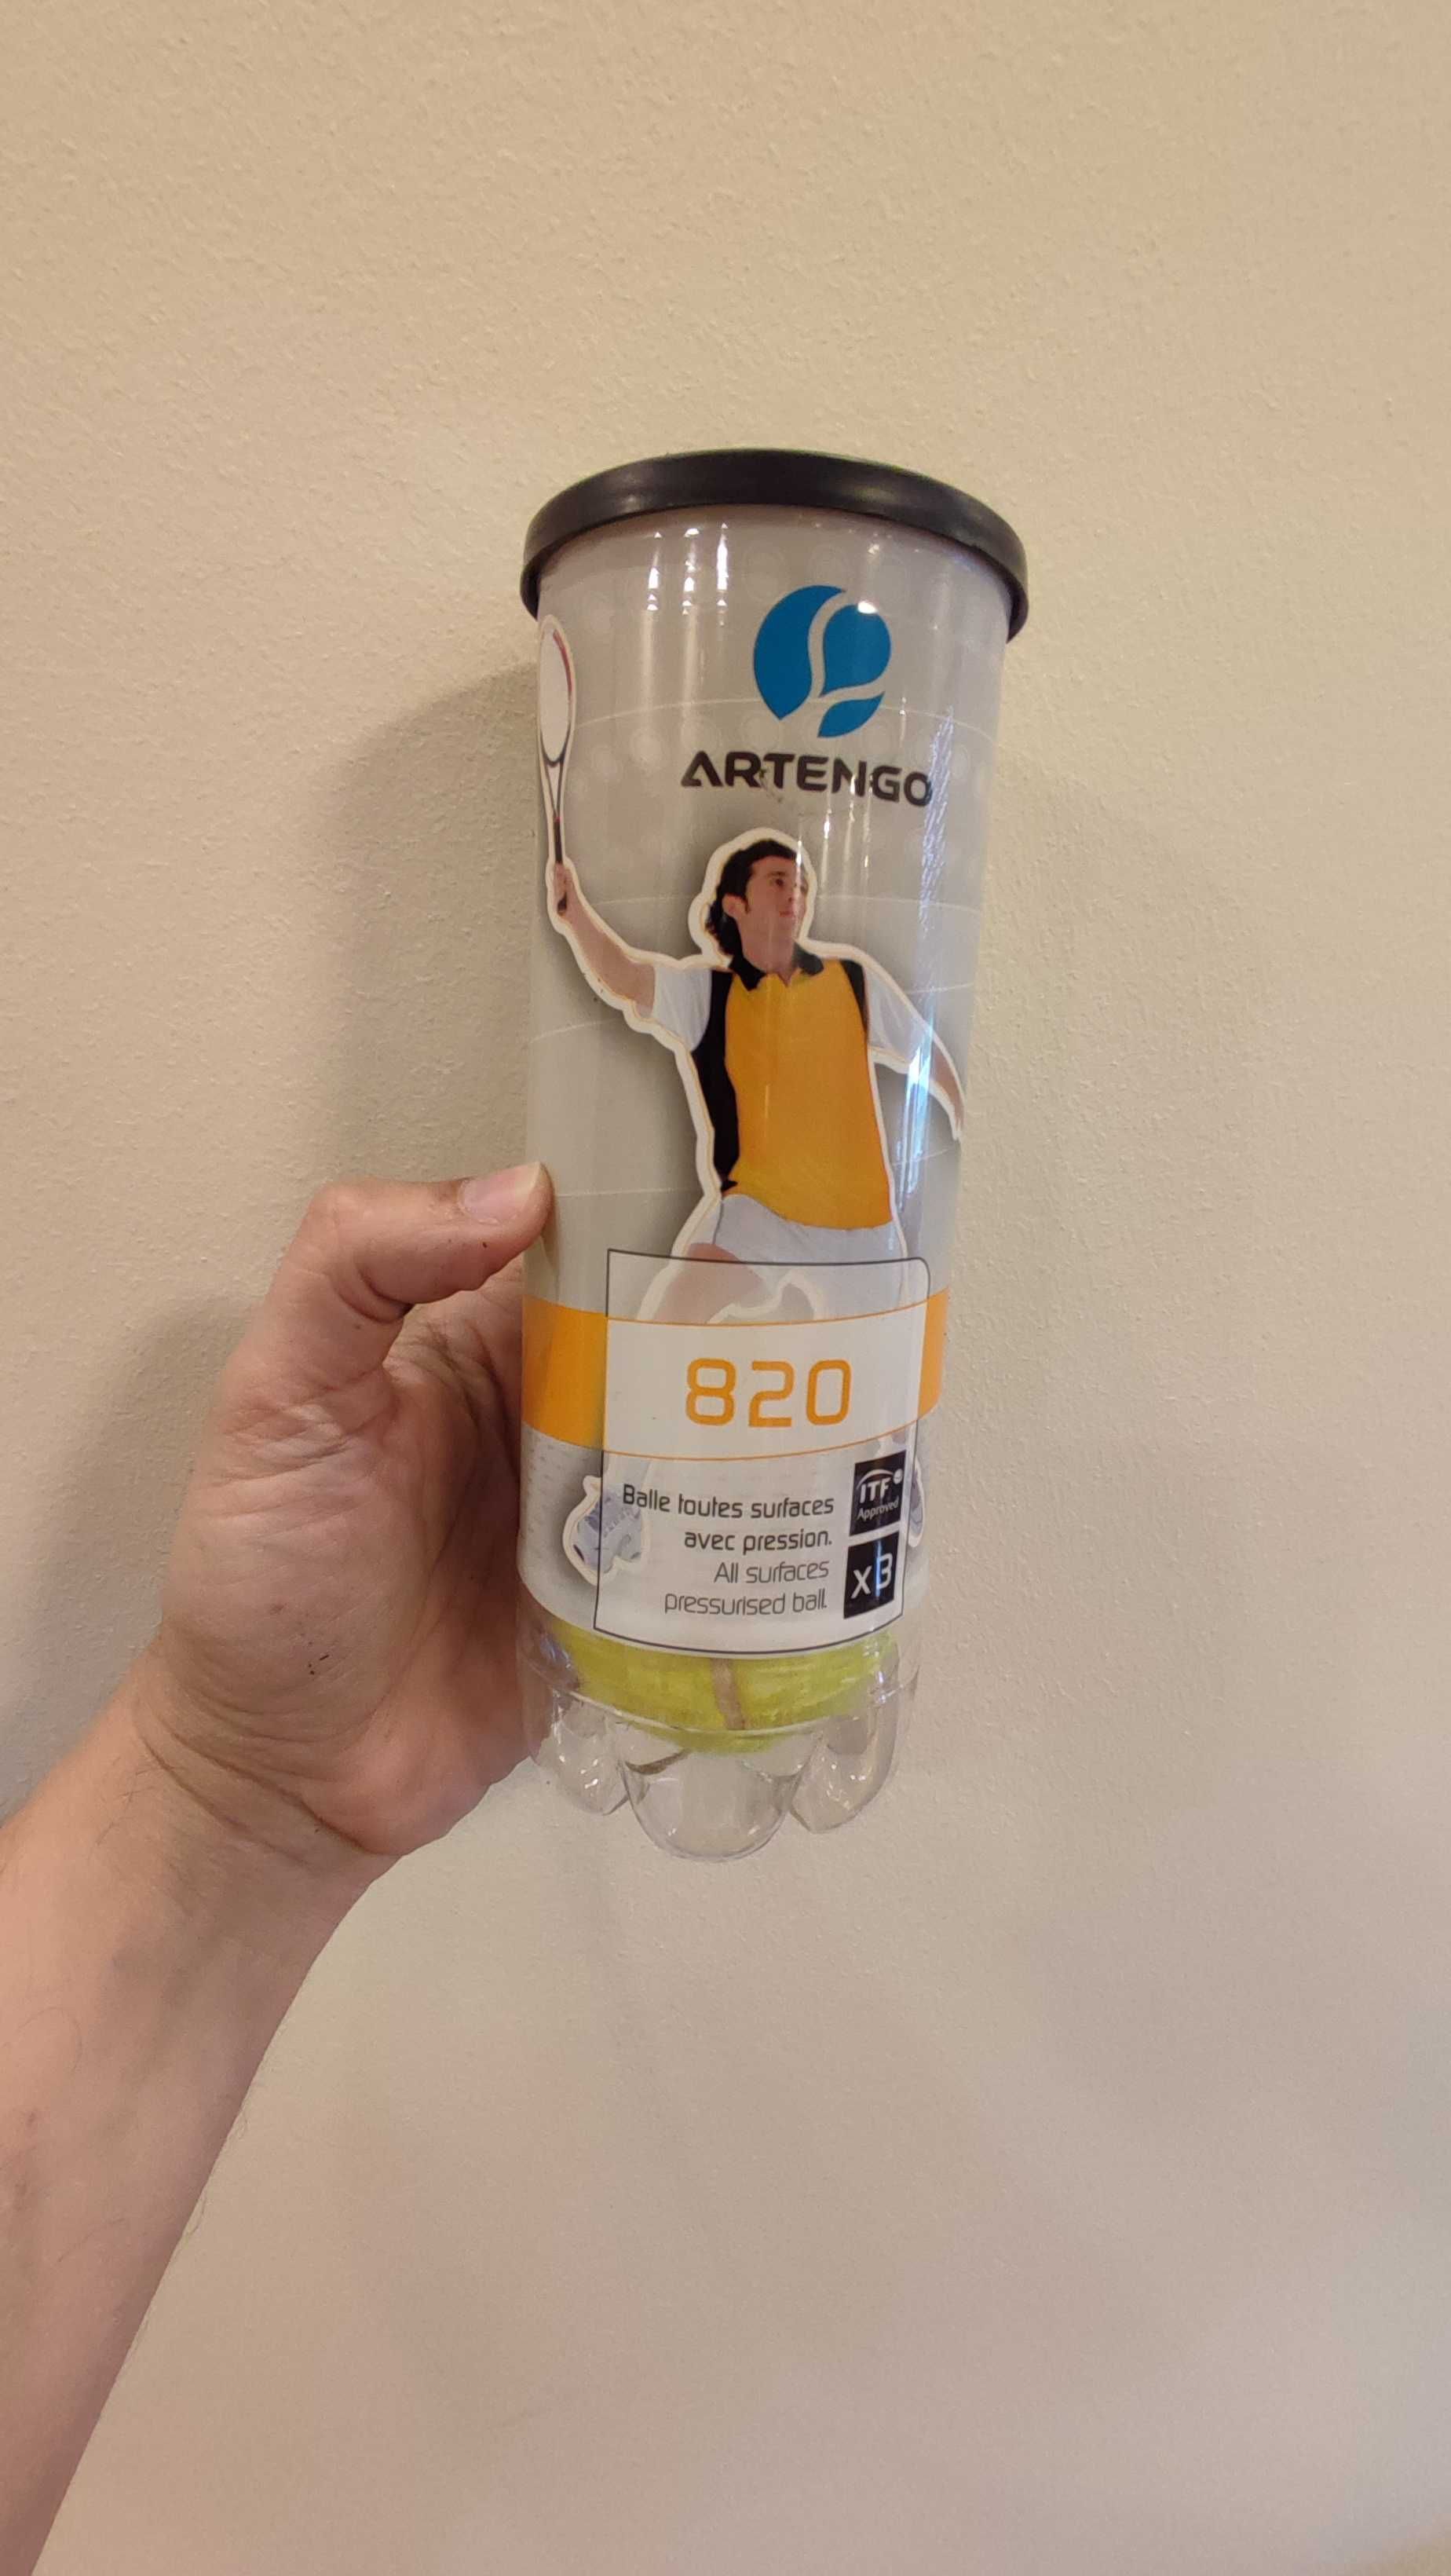 ARTENGO
820
Balle toutes surfaces
avec pression.
All surfaces
pressurised ball.
ITF
Approved
x3